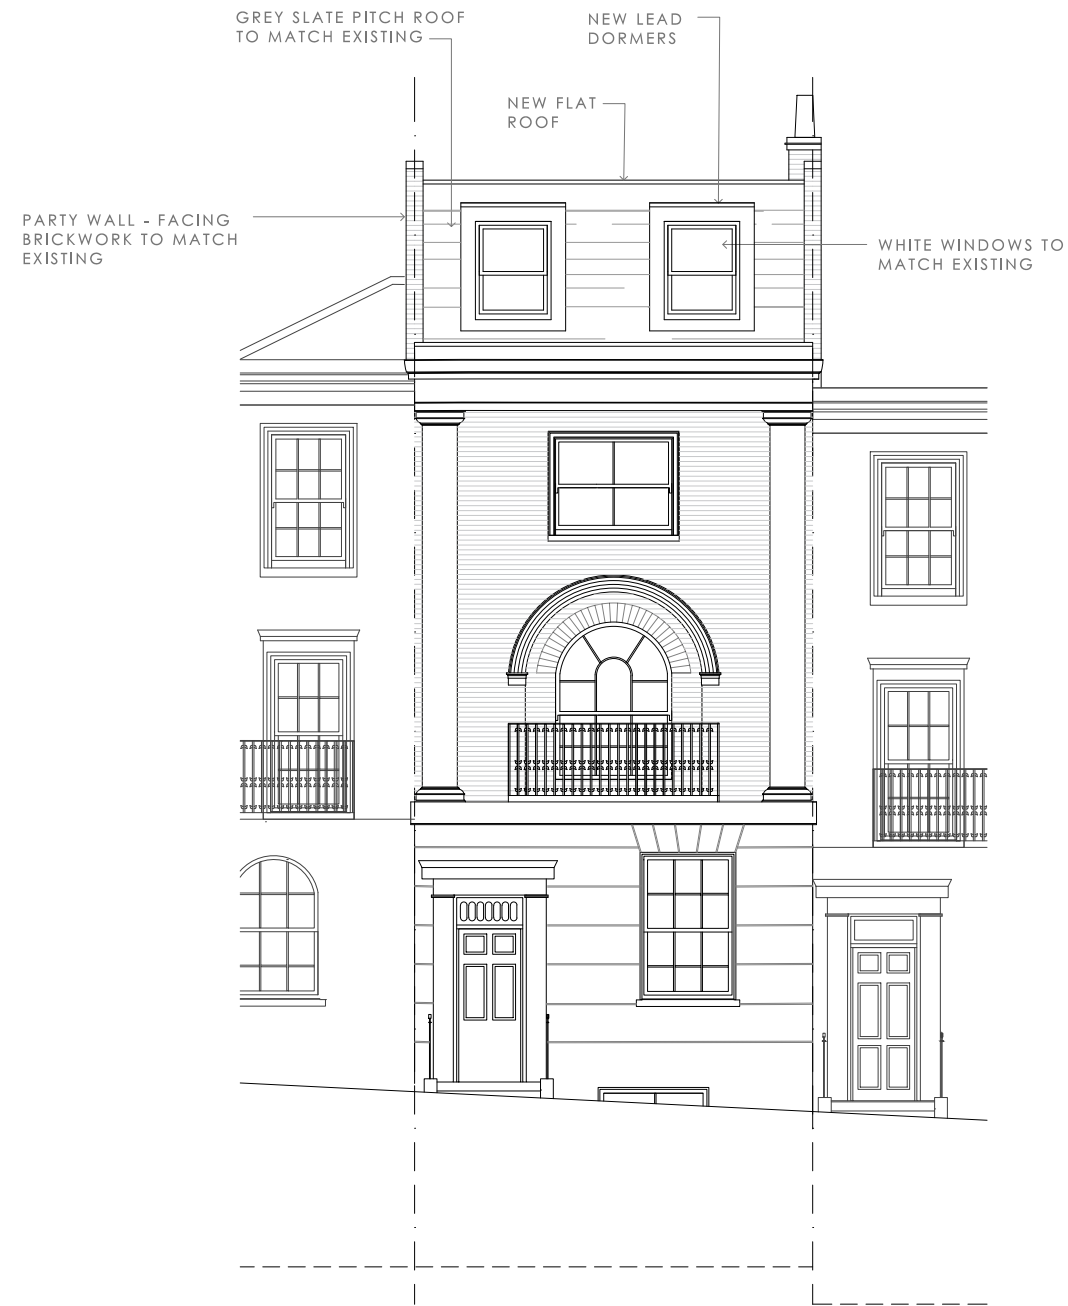 GREY SLATE PITCH ROOF
TO MATCH EXISTING
NEW LEAD
DORMERS
NEW FLAT
ROOF
PARTY WALL - FACING
BRICKWORK TO MATCH
EXISTING
WHITE WINDOWS TO
MATCH EXISTING